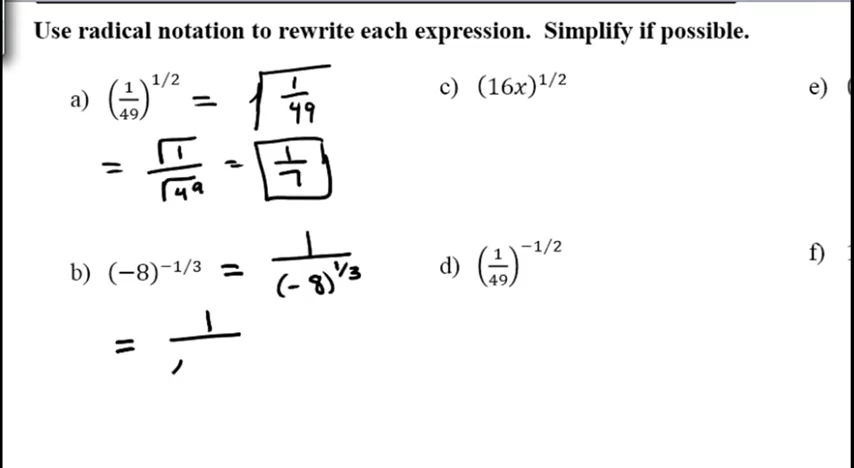 Use radical notation to rewrite each expression. Simplify if possible.
a) (1/49)^1/2 = √(1/49)
= √1/√49 = 1/7
b) (−8)^−1/3 = 1/(-8)^1/3
= 1/
c) (16x)^1/2
d) (1/49)^−1/2
e)
f)